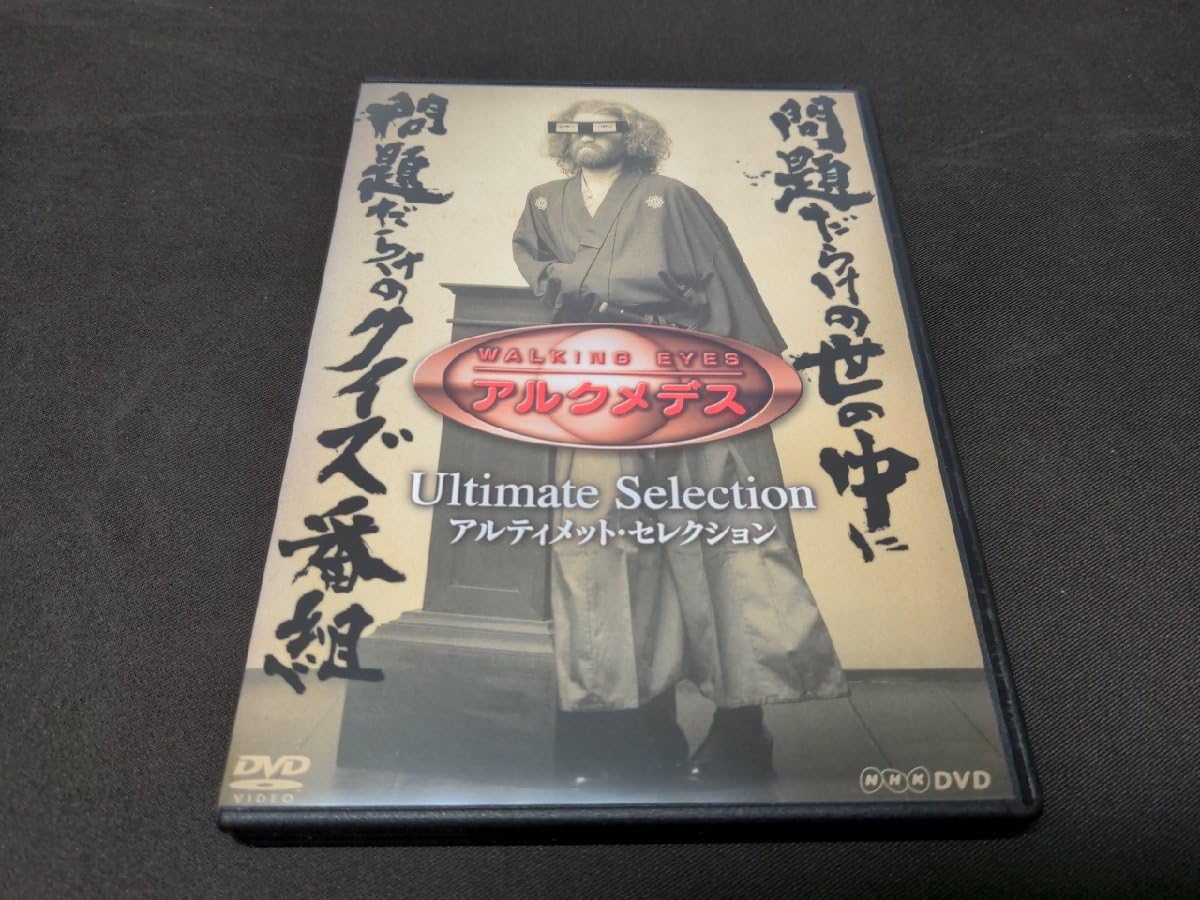 問題だらけの世の中に
問題だらけのクイズ番組
WALKING EYES
アルクメデス
Ultimate Selection
アルティメット・セレクション
DVD
VIDEO
NHK DVD